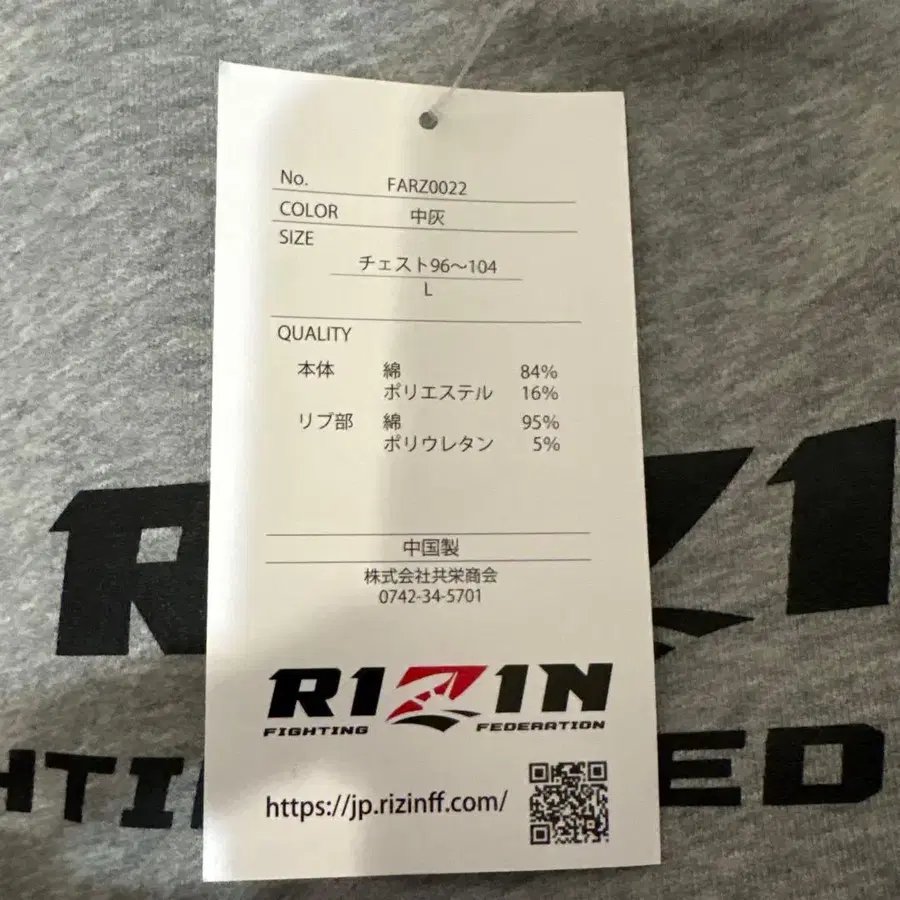 No. FARZ0022
COLOR 中灰
SIZE
チェスト96～104
L
QUALITY
本体 綿 84%
ポリエステル 16%
リブ部 綿 95%
ポリウレタン 5%
中国製
株式会社共栄商会
0742-34-5701
RIZIN
FIGHTING FEDERATION
https://jp.rizinff.com/